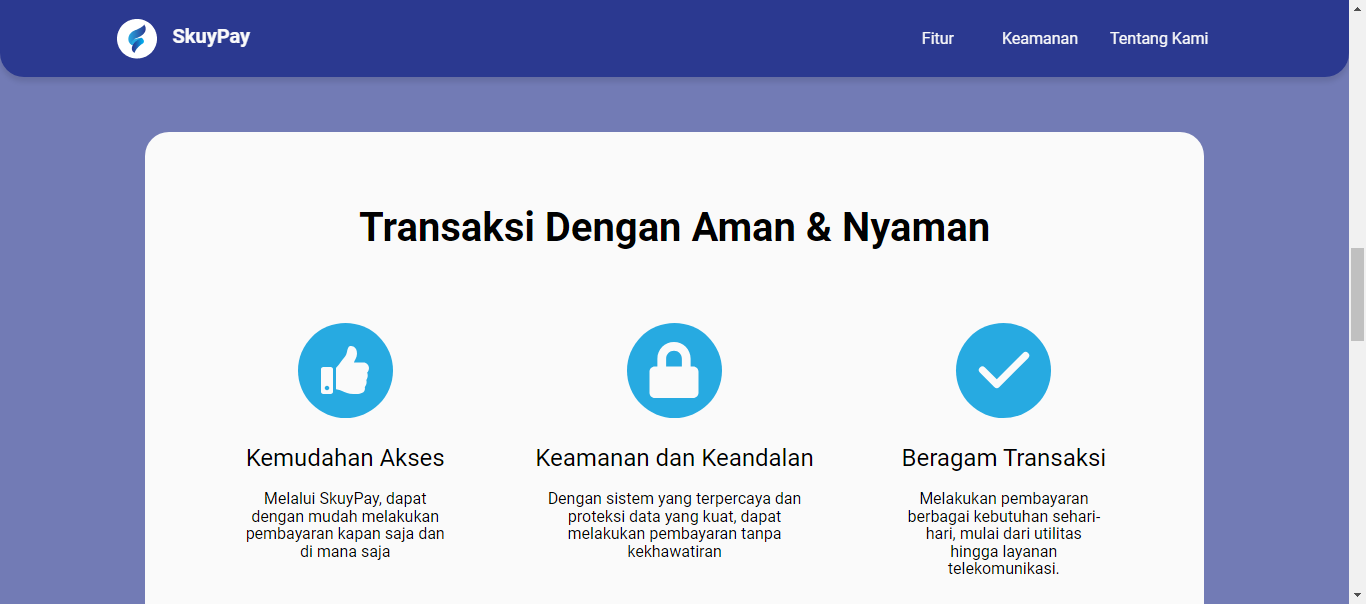 SkuyPay
Fitur
Keamanan
Tentang Kami
Transaksi Dengan Aman & Nyaman
Kemudahan Akses
Melalui SkuyPay, dapat
dengan mudah melakukan
pembayaran kapan saja dan
di mana saja
Keamanan dan Keandalan
Dengan sistem yang terpercaya dan
proteksi data yang kuat, dapat
melakukan pembayaran tanpa
kekhawatiran
Beragam Transaksi
Melakukan pembayaran
berbagai kebutuhan sehari-
hari, mulai dari utilitas
hingga layanan
telekomunikasi.